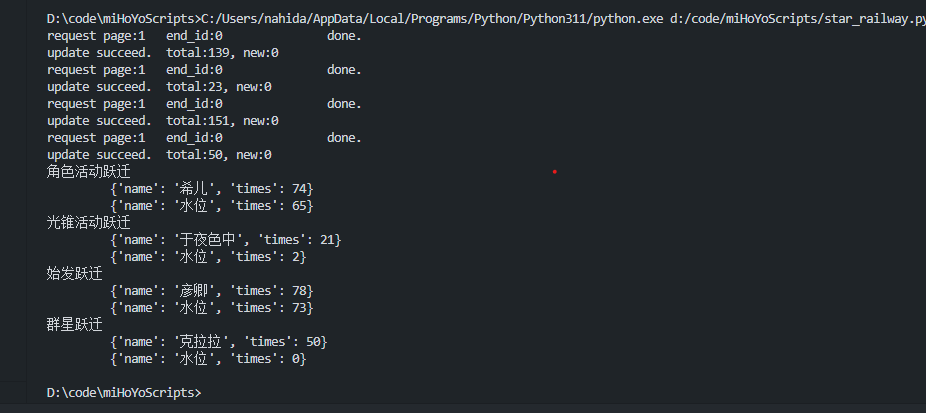 D:\code\miHoYoScripts>C:/Users/nahida/AppData/Local/Programs/Python/Python311/python.exe d:/code/miHoYoScripts/star_railway.py
request page:1 end_id:0 done.
update succeed. total:139, new:0
request page:1 end_id:0 done.
update succeed. total:23, new:0
request page:1 end_id:0 done.
update succeed. total:151, new:0
request page:1 end_id:0 done.
update succeed. total:50, new:0
角色活动跃迁
{'name': '希儿', 'times': 74}
{'name': '水位', 'times': 65}
光锥活动跃迁
{'name': '于夜色中', 'times': 21}
{'name': '水位', 'times': 2}
始发跃迁
{'name': '彦卿', 'times': 78}
{'name': '水位', 'times': 73}
群星跃迁
{'name': '克拉拉', 'times': 50}
{'name': '水位', 'times': 0}
D:\code\miHoYoScripts>